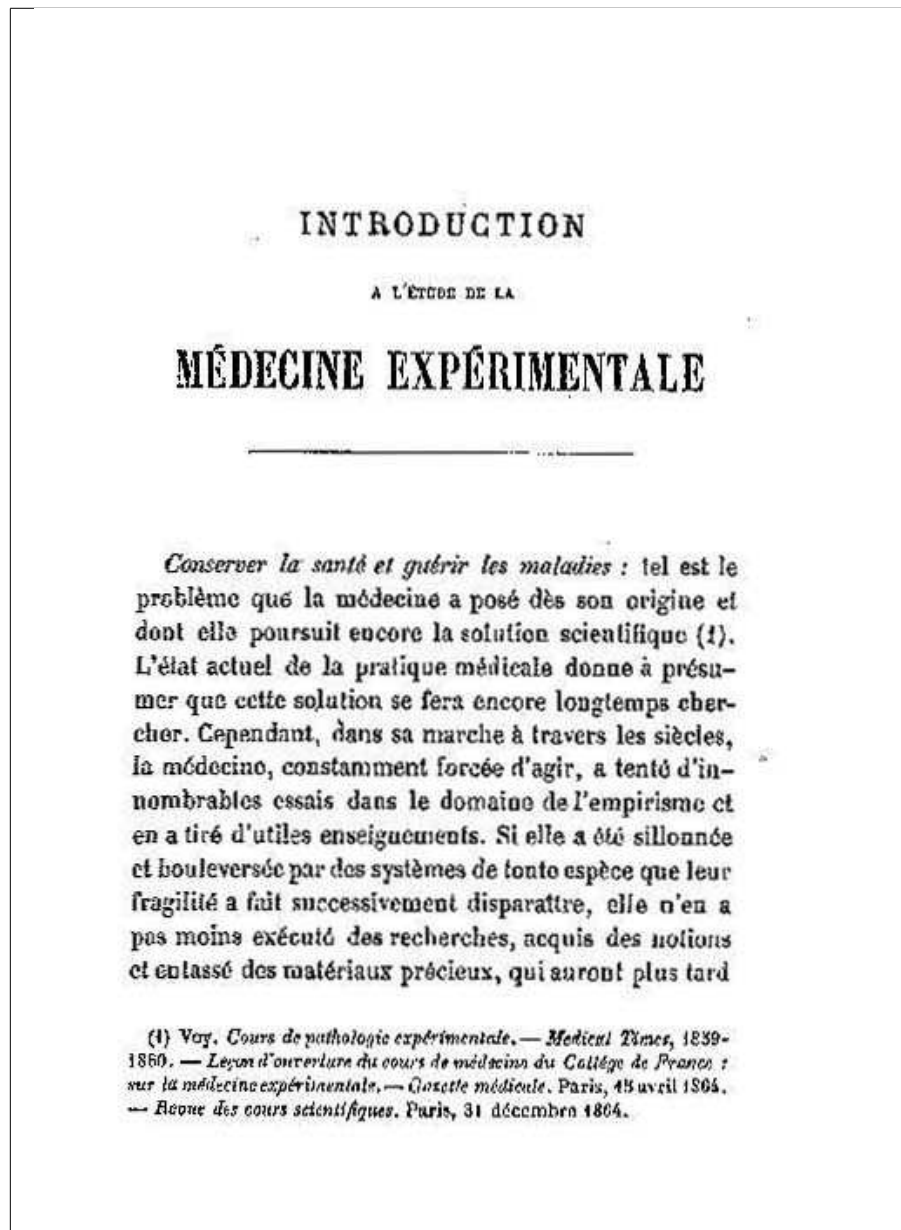 INTRODUCTION
A L'ÉTUDE DE LA
MÉDECINE EXPÉRIMENTALE
Conserver la santé et guérir les maladies : tel est le
problème que la médecine a posé dès son origine et
dont elle poursuit encore la solution scientifique (1).
L'état actuel de la pratique médicale donne à présu-
mer que cette solution se fera encore longtemps cher-
cher. Cependant, dans sa marche à travers les siècles,
la médecine, constamment forcée d'agir, a tenté d'in-
nombrables essais dans le domaine de l'empirisme et
en a tiré d'utiles enseignements. Si elle a été sillonnée
et bouleversée par des systèmes de toute espèce que leur
fragilité a fait successivement disparaître, elle n'en a
pas moins exécuté des recherches, acquis des notions
et entassé des matériaux précieux, qui auront plus tard
(1) Voy. Cours de pathologie expérimentale. — Medical Times, 1859-
1860. — Leçon d'ouverture du cours de médecine du Collége de France :
sur la médecine expérimentale. — Gazette médicale. Paris, 15 avril 1864.
— Revue des cours scientifiques. Paris, 31 décembre 1864.